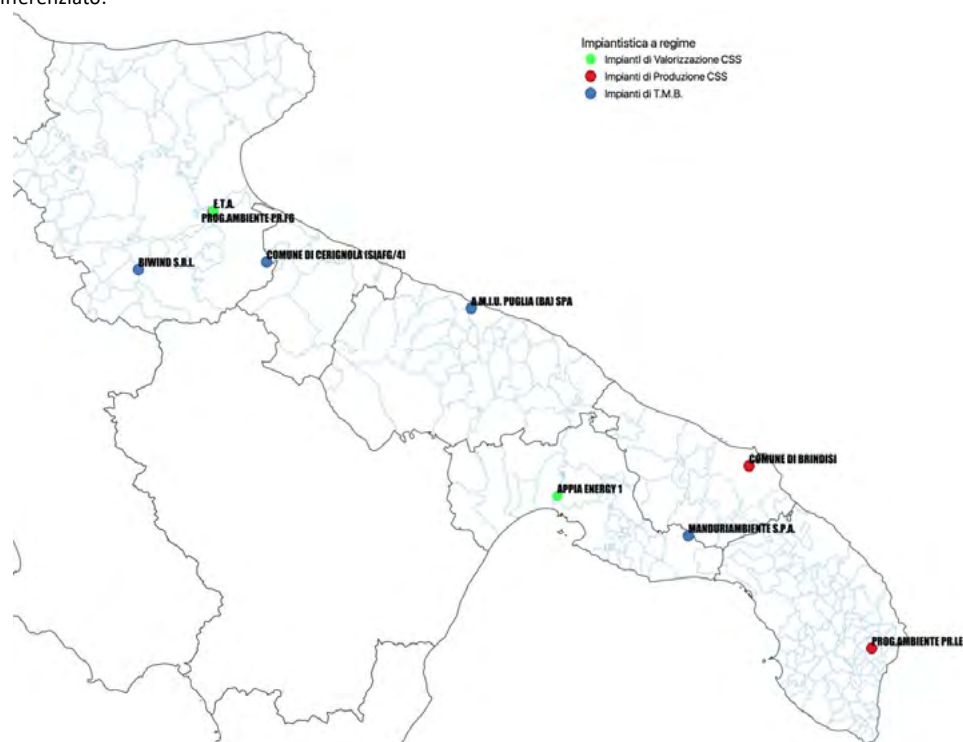 Impiantistica a regime
Impianti di Valorizzazione CSS
Impianti di Produzione CSS
Impianti di T.M.B.
E.T.A.
PROG.AMBIENTE PR.FG
BIWIND S.R.L.
COMUNE DI CERIGNOLA (SIAFG/4)
A.M.I.U. PUGLIA (BA) SPA
COMUNE DI BRINDISI
APPIA ENERGY 1
MANDURIAMBIENTE S.P.A.
PROG.AMBIENTE PR.LE